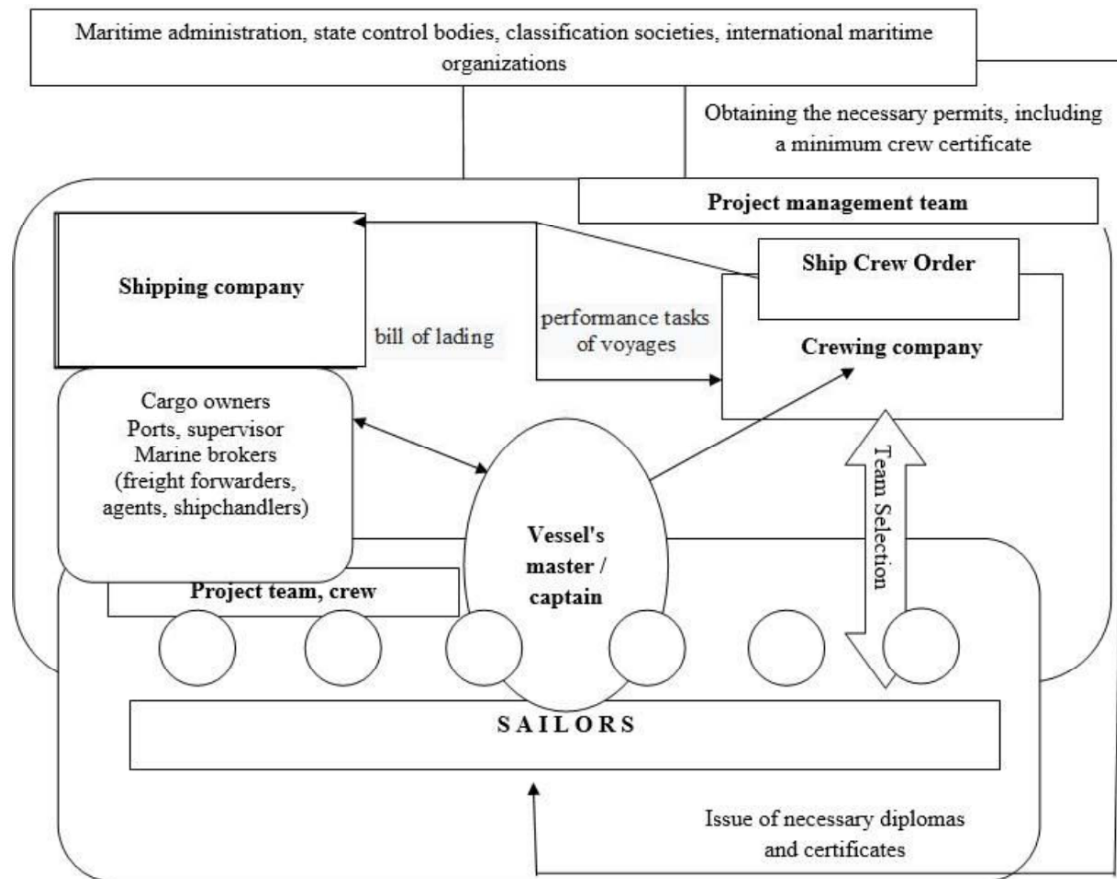 Maritime administration, state control bodies, classification societies, international maritime
organizations
Obtaining the necessary permits, including
a minimum crew certificate
Project management team
Shipping company
Ship Crew Order
bill of lading
performance tasks
of voyages
Crewing company
Cargo owners
Ports, supervisor
Marine brokers
(freight forwarders,
agents, shipchandlers)
Team Selection
Vessel's
master /
captain
Project team, crew
S A I L O R S
Issue of necessary diplomas
and certificates